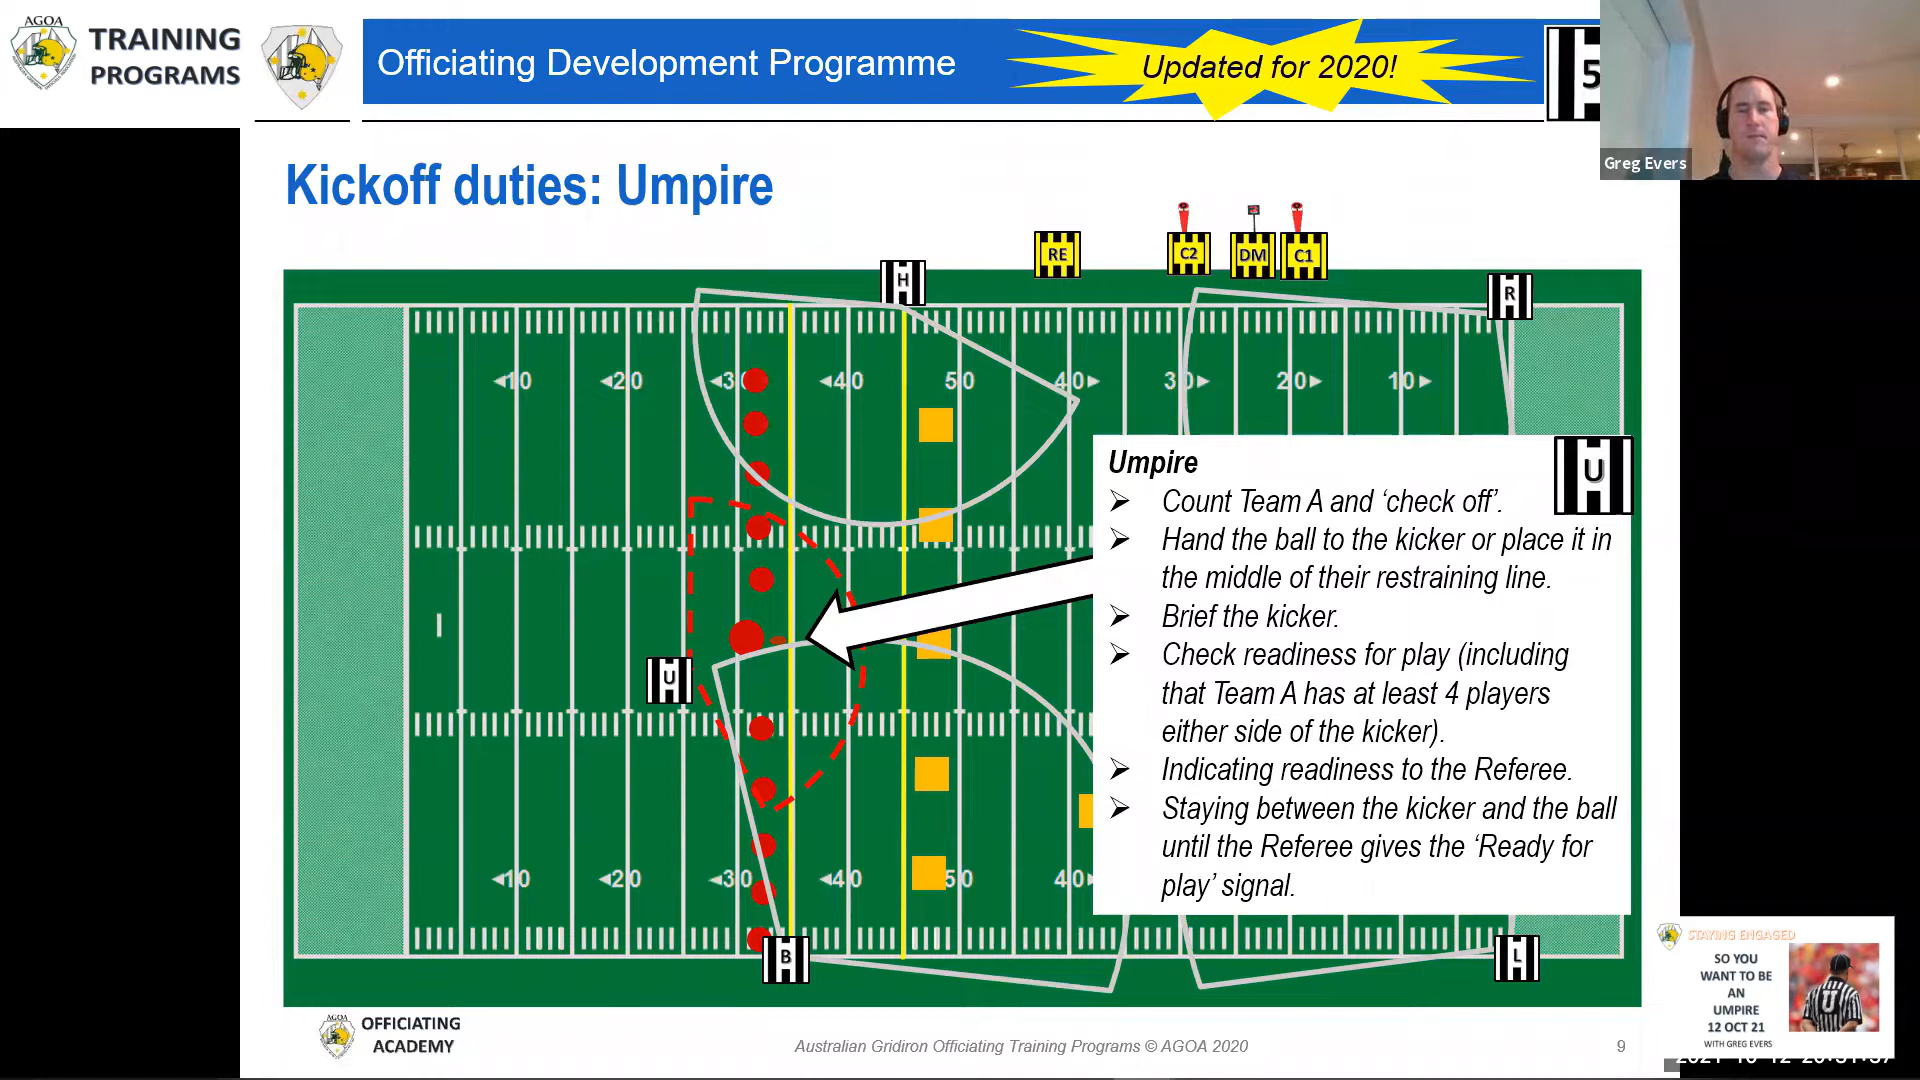 AGOA
TRAINING
PROGRAMS
Officiating Development Programme
Updated for 2020!
5
Greg Evers
Kickoff duties: Umpire
RE
C2
DM
C1
H
R
◄10
◄20
◄30
◄40
50
40►
30►
20►
10►
U
B
L
◄10
◄20
◄30
◄40
50
40►
Umpire
U
➢ Count Team A and ‘check off’.
➢ Hand the ball to the kicker or place it in
the middle of their restraining line.
➢ Brief the kicker.
➢ Check readiness for play (including
that Team A has at least 4 players
either side of the kicker).
➢ Indicating readiness to the Referee.
➢ Staying between the kicker and the ball
until the Referee gives the ‘Ready for
play’ signal.
AGOA
OFFICIATING
ACADEMY
Australian Gridiron Officiating Training Programs © AGOA 2020
9
STAYING ENGAGED
SO YOU
WANT TO BE
AN
UMPIRE
12 OCT 21
WITH GREG EVERS
U